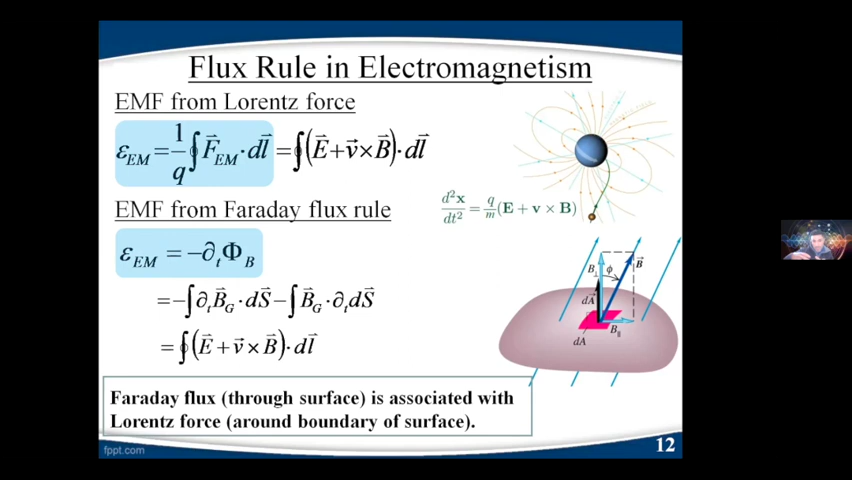 Flux Rule in Electromagnetism
EMF from Lorentz force
ε_EM = 1/q ∮ F⃗_EM · dl⃗ = ∮(E⃗ + v⃗ × B⃗) · dl⃗
d²x/dt² = q/m (E + v × B)
EMF from Faraday flux rule
ε_EM = −∂_tΦ_B
= −∫ ∂_t B⃗_G · dS⃗ − ∫ B⃗_G · ∂_t dS⃗
= ∮(E⃗ + v⃗ × B⃗) · dl⃗
B⊥ ϕ B⃗
dA⃗
dA B∥
Faraday flux (through surface) is associated with
Lorentz force (around boundary of surface).
fppt.com
12